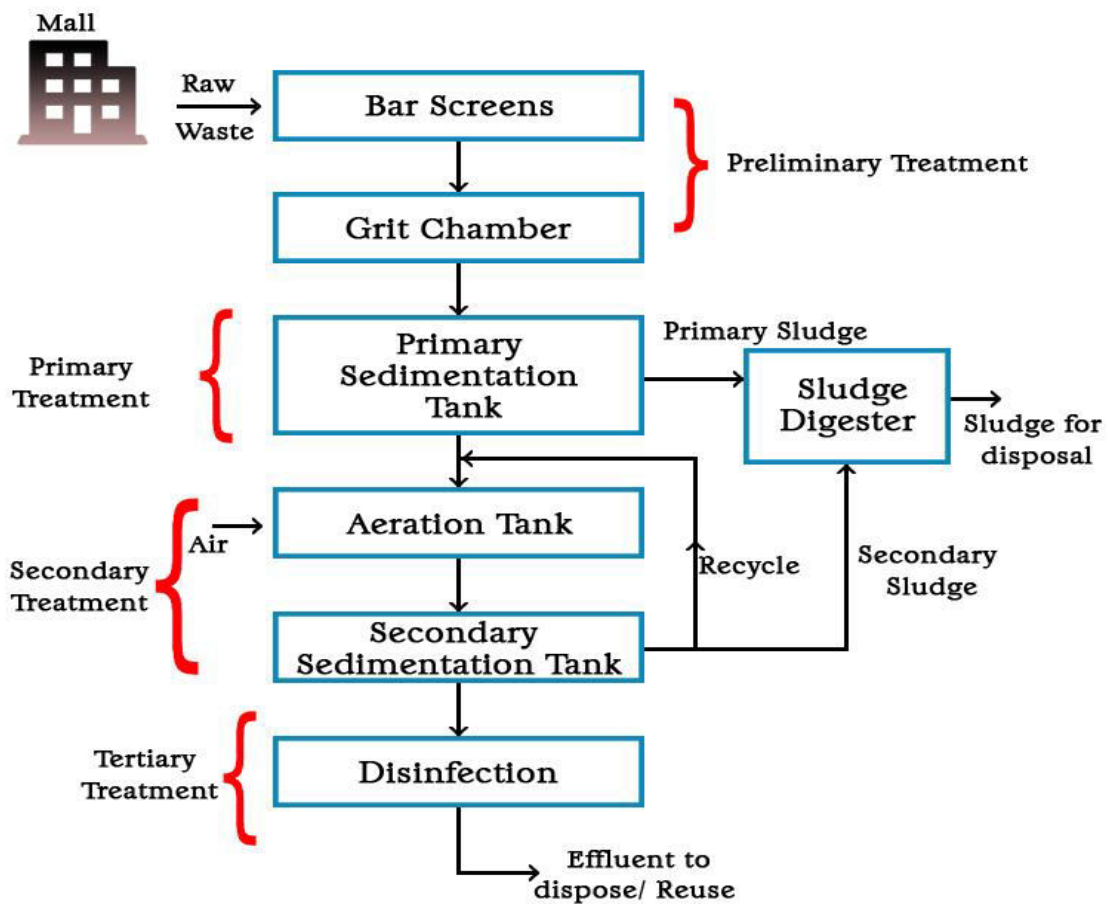 Mall
Raw
Waste
Bar Screens
Preliminary Treatment
Grit Chamber
Primary
Treatment
Primary
Sedimentation
Tank
Primary Sludge
Sludge
Digester
Sludge for
disposal
Secondary
Treatment
Air
Aeration Tank
Recycle
Secondary
Sludge
Secondary
Sedimentation Tank
Tertiary
Treatment
Disinfection
Effluent to
dispose/ Reuse